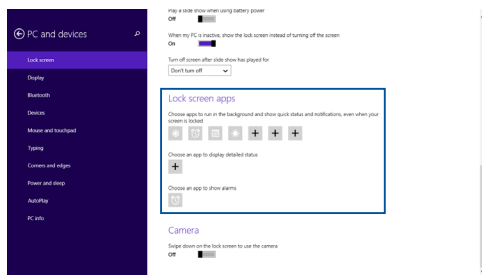 Play a slide show when using battery power
Off
PC and devices
When my PC is inactive, show the lock screen instead of turning off the screen
On
Lock screen
Turn off screen after slide show has played for
Don't turn off
Display
Bluetooth
Lock screen apps
Devices
Choose apps to run in the background and show quick status and notifications, even when your
screen is locked
Mouse and touchpad
Typing
Choose an app to display detailed status
Corners and edges
Power and sleep
Choose an app to show alarms
AutoPlay
PC info
Camera
Swipe down on the lock screen to use the camera
Off